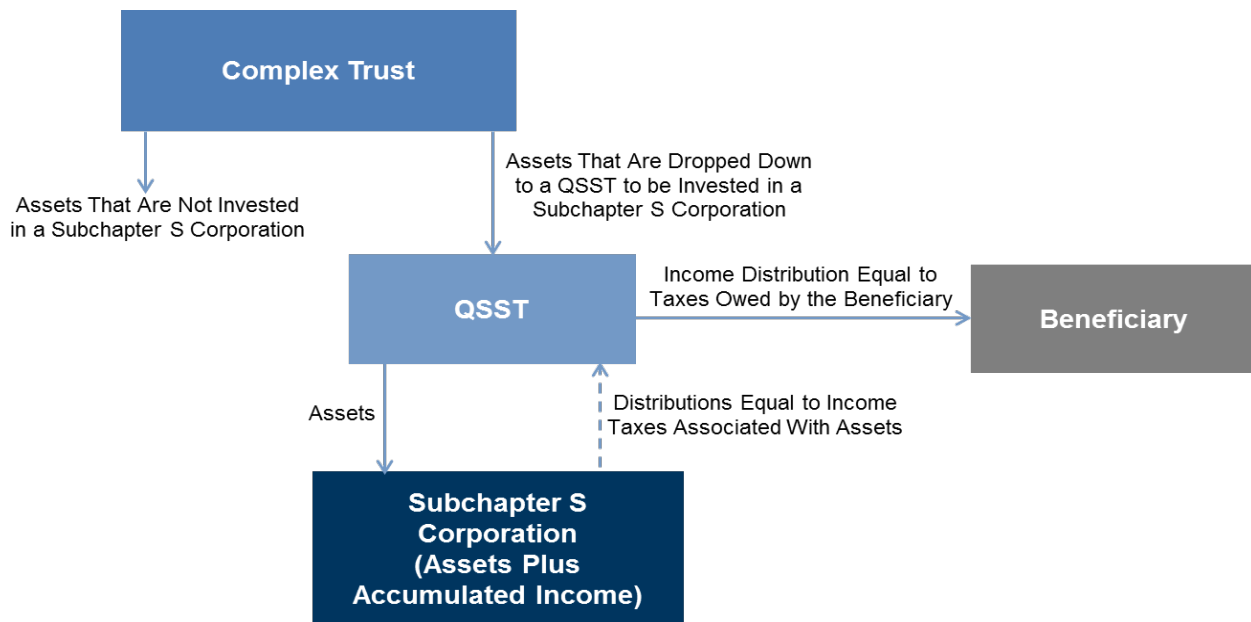 Complex Trust
Assets That Are Not Invested
in a Subchapter S Corporation
Assets That Are Dropped Down
to a QSST to be Invested in a
Subchapter S Corporation
QSST
Income Distribution Equal to
Taxes Owed by the Beneficiary
Beneficiary
Assets
Distributions Equal to Income
Taxes Associated With Assets
Subchapter S
Corporation
(Assets Plus
Accumulated Income)